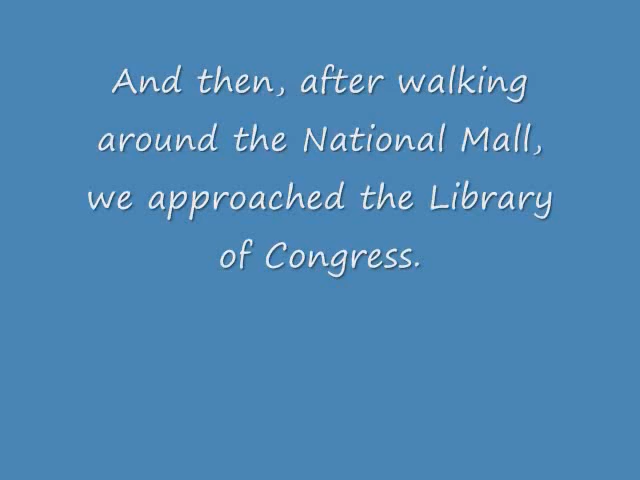 And then, after walking
around the National Mall,
we approached the Library
of Congress.